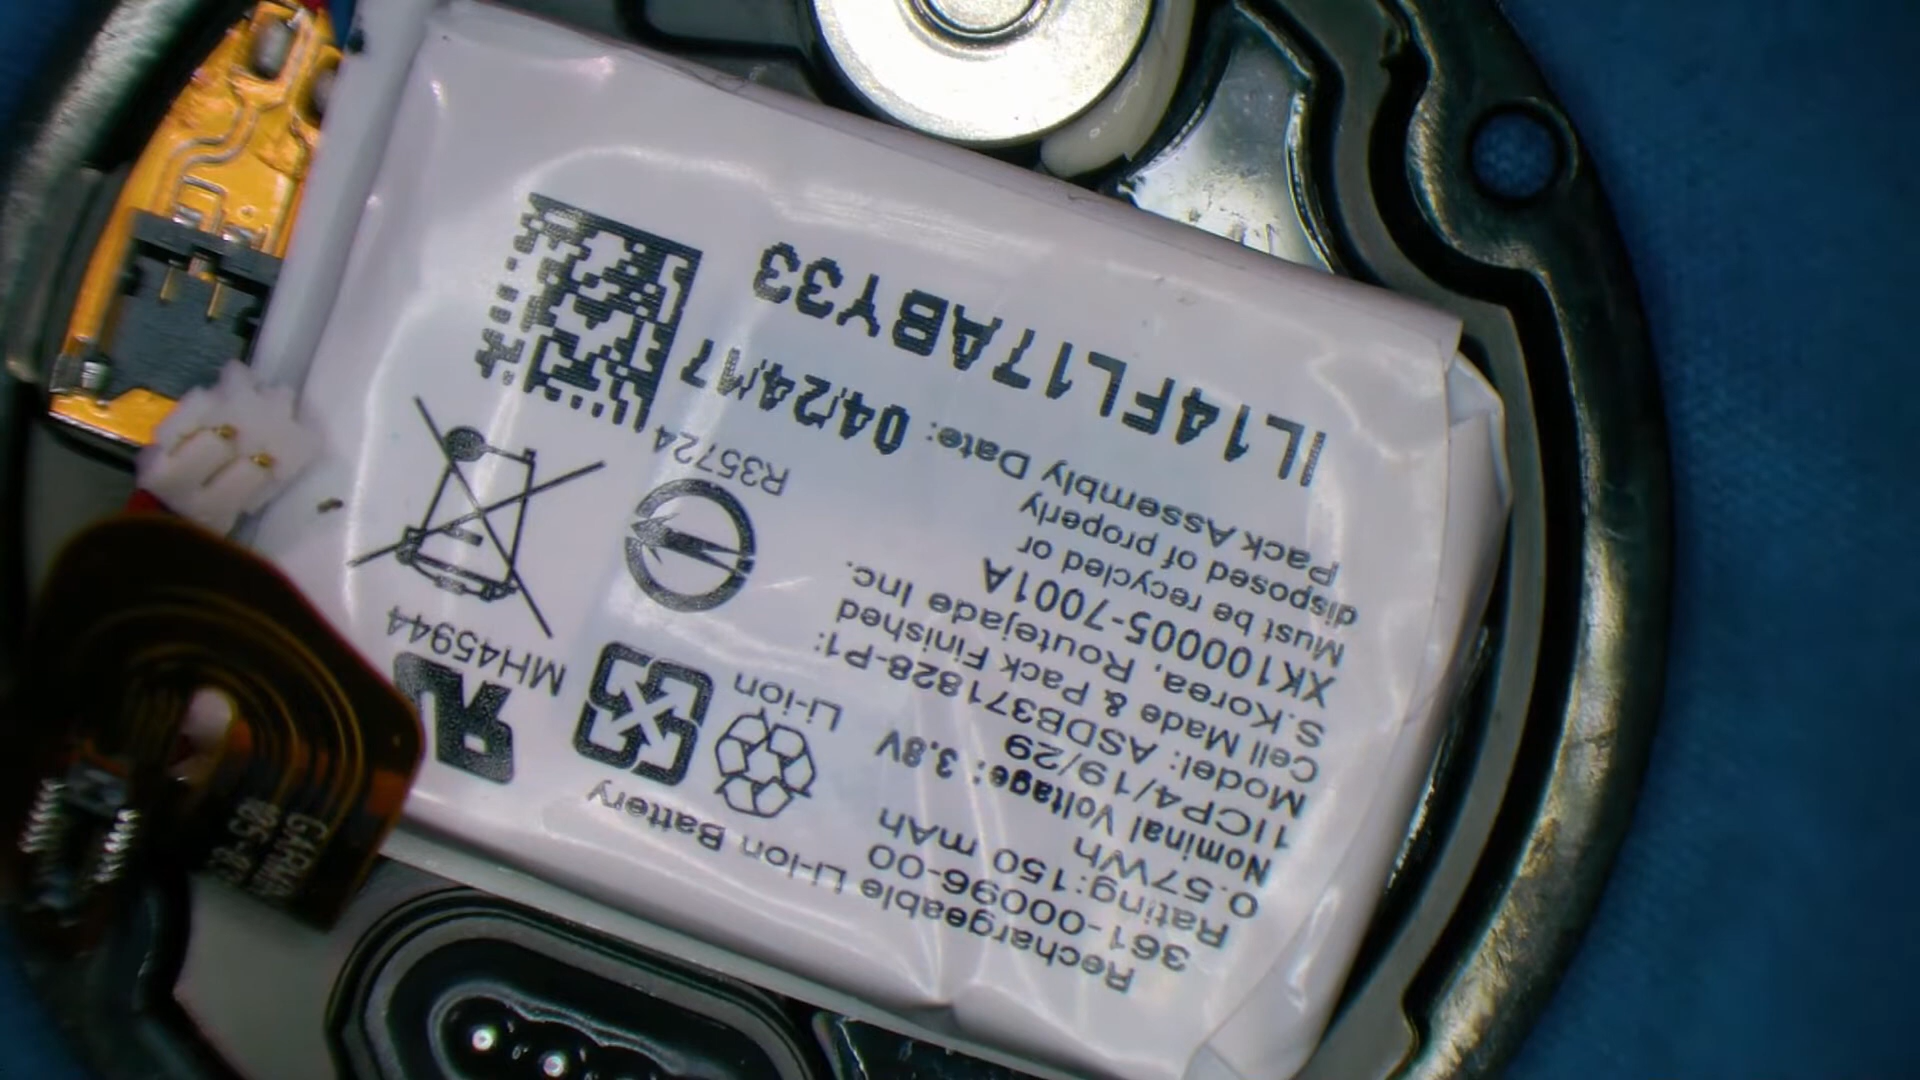 Rechargeable Li-Ion Battery
361-00096-00
Rating:150 mAh
0.57Wh
Nominal Voltage: 3.8V
1ICP4/19/29
Model: ASDB371828-P1:
Cell Made & Pack Finished
S.Korea, Routejade Inc.
XK100005-7001A
Must be recycled or
disposed of properly
Pack Assembly Date: 04/24/17
IL14FL17ABY33
Li-ion
MH45944
R35724